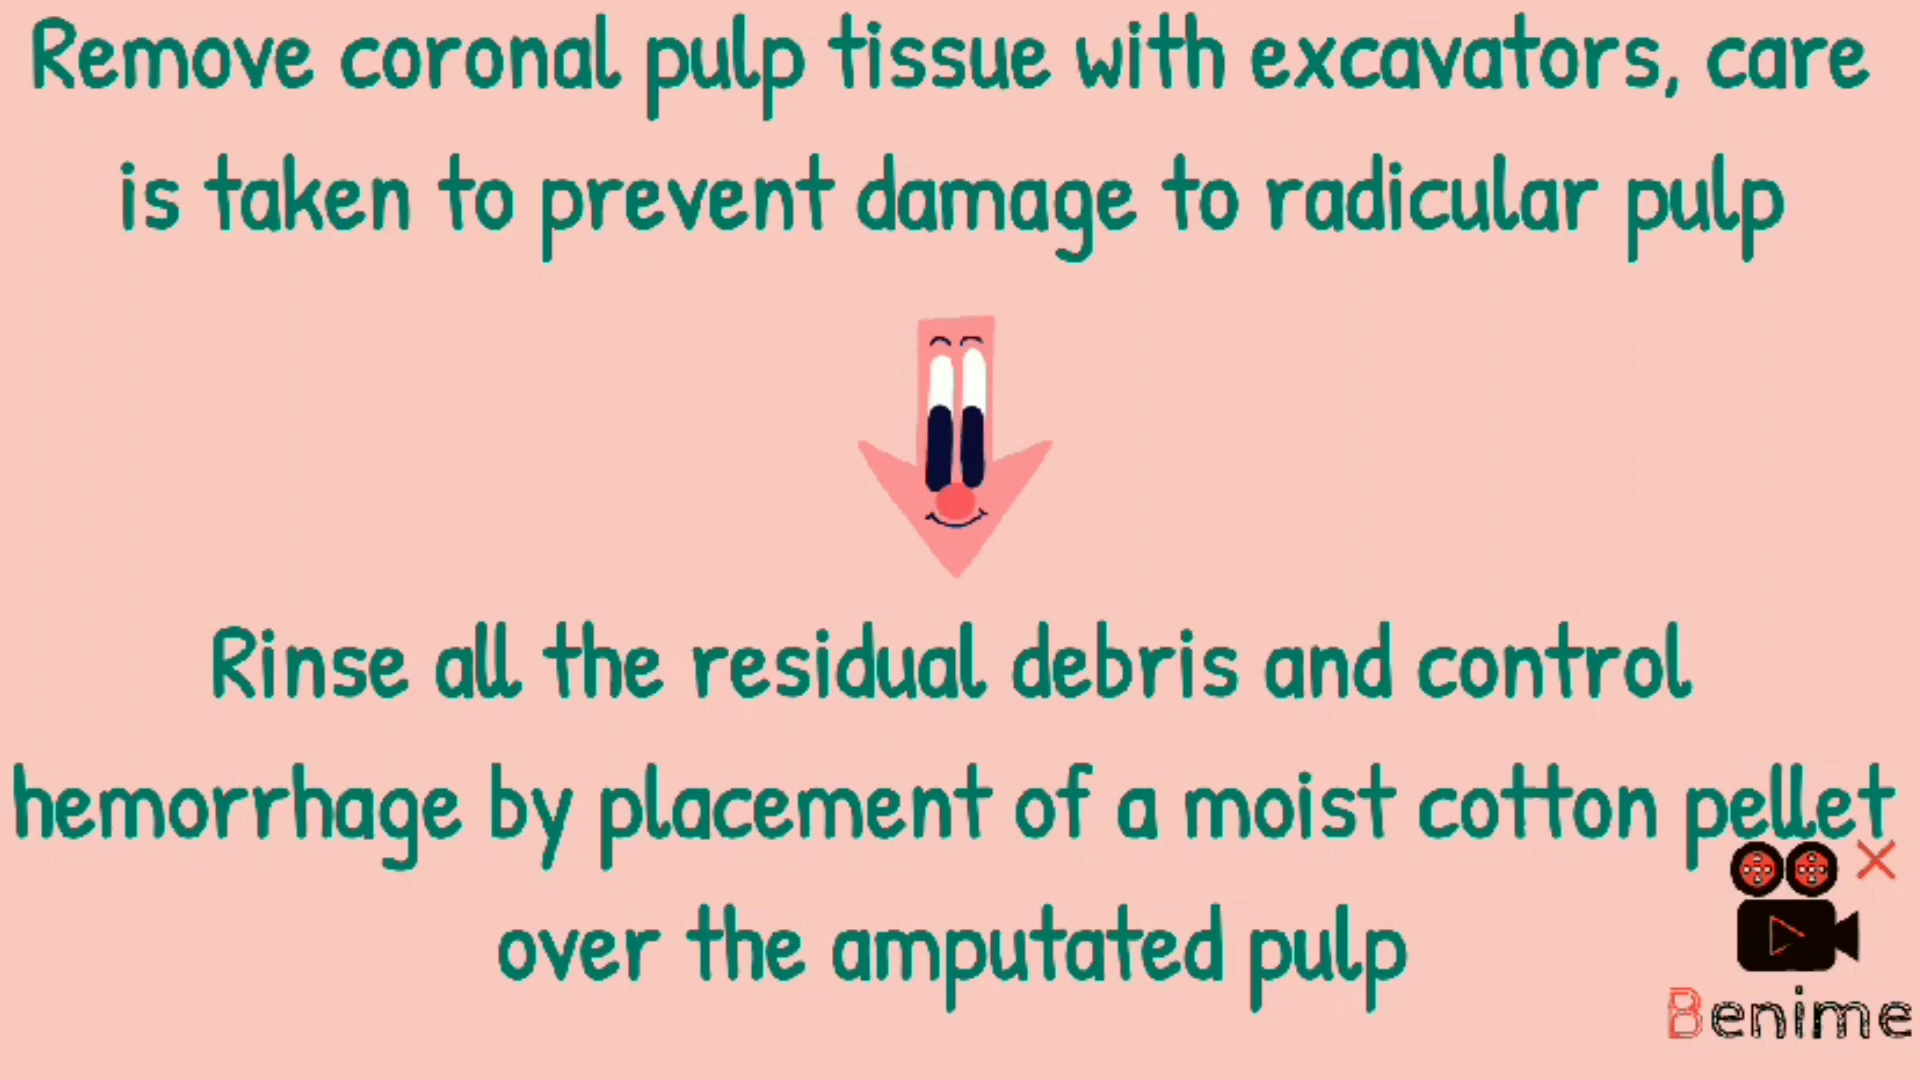 Remove coronal pulp tissue with excavators, care
is taken to prevent damage to radicular pulp
Rinse all the residual debris and control
hemorrhage by placement of a moist cotton pellet
over the amputated pulp
Benime